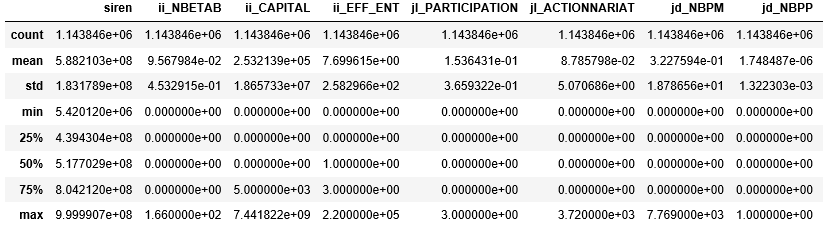 siren ii_NBETAB ii_CAPITAL ii_EFF_ENT jl_PARTICIPATION jl_ACTIONNARIAT jd_NBPM jd_NBPP
count 1.143846e+06 1.143846e+06 1.143846e+06 1.143846e+06 1.143846e+06 1.143846e+06 1.143846e+06 1.143846e+06
mean 5.882103e+08 9.567984e-02 2.532139e+05 7.699615e+00 1.536431e-01 8.785798e-02 3.227594e-01 1.748487e-06
std 1.831789e+08 4.532915e-01 1.865733e+07 2.582966e+02 3.659322e-01 5.070686e+00 1.878656e+01 1.322303e-03
min 5.420120e+06 0.000000e+00 0.000000e+00 0.000000e+00 0.000000e+00 0.000000e+00 0.000000e+00 0.000000e+00
25% 4.394304e+08 0.000000e+00 0.000000e+00 0.000000e+00 0.000000e+00 0.000000e+00 0.000000e+00 0.000000e+00
50% 5.177029e+08 0.000000e+00 0.000000e+00 1.000000e+00 0.000000e+00 0.000000e+00 0.000000e+00 0.000000e+00
75% 8.042120e+08 0.000000e+00 5.000000e+03 3.000000e+00 0.000000e+00 0.000000e+00 0.000000e+00 0.000000e+00
max 9.999907e+08 1.660000e+02 7.441822e+09 2.200000e+05 3.000000e+00 3.720000e+03 7.769000e+03 1.000000e+00